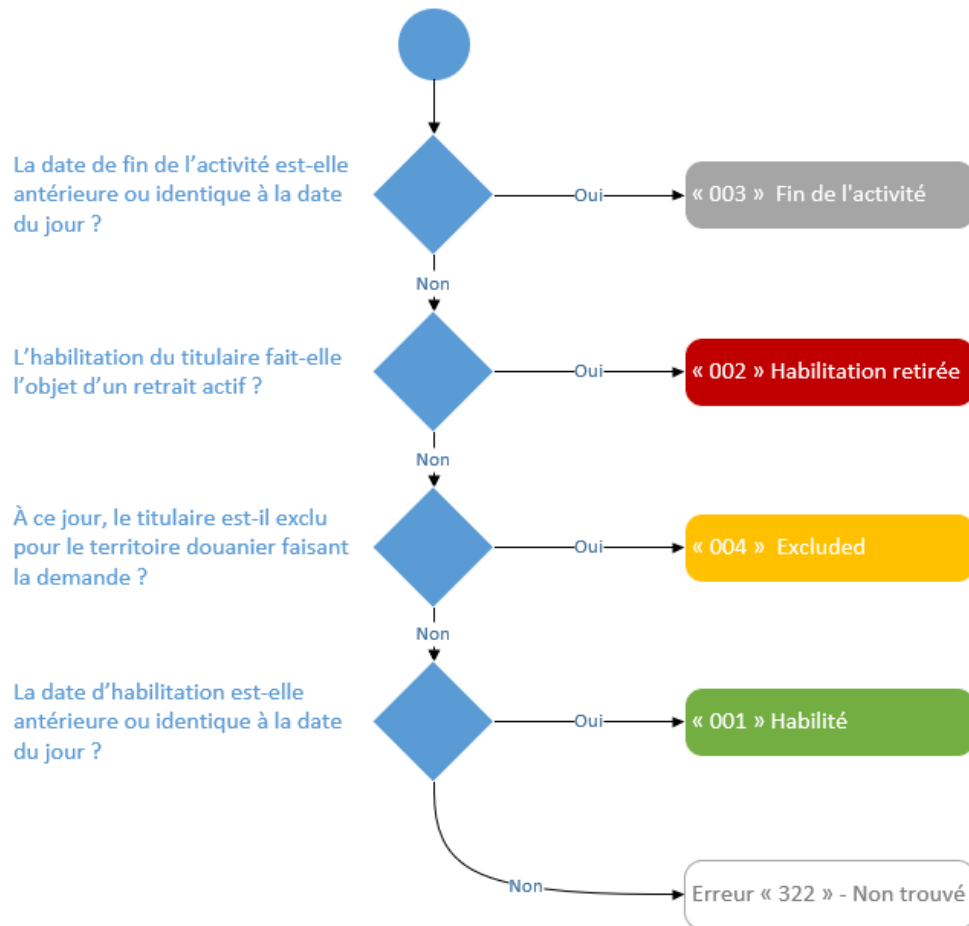 La date de fin de l’activité est-elle
antérieure ou identique à la date
du jour ?
Oui
« 003 »  Fin de l'activité
Non
L’habilitation du titulaire fait-elle
l’objet d’un retrait actif ?
Oui
« 002 » Habilitation retirée
Non
À ce jour, le titulaire est-il exclu
pour le territoire douanier faisant
la demande ?
Oui
« 004 »  Excluded
Non
La date d’habilitation est-elle
antérieure ou identique à la date
du jour ?
Oui
« 001 » Habilité
Non
Erreur « 322 » - Non trouvé